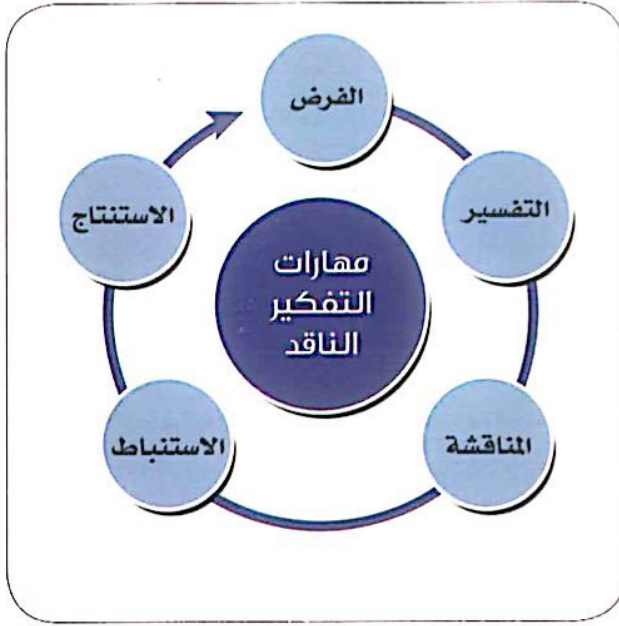 مهارات
التفكير
الناقد
الفرض
التفسير
المناقشة
الاستنباط
الاستنتاج